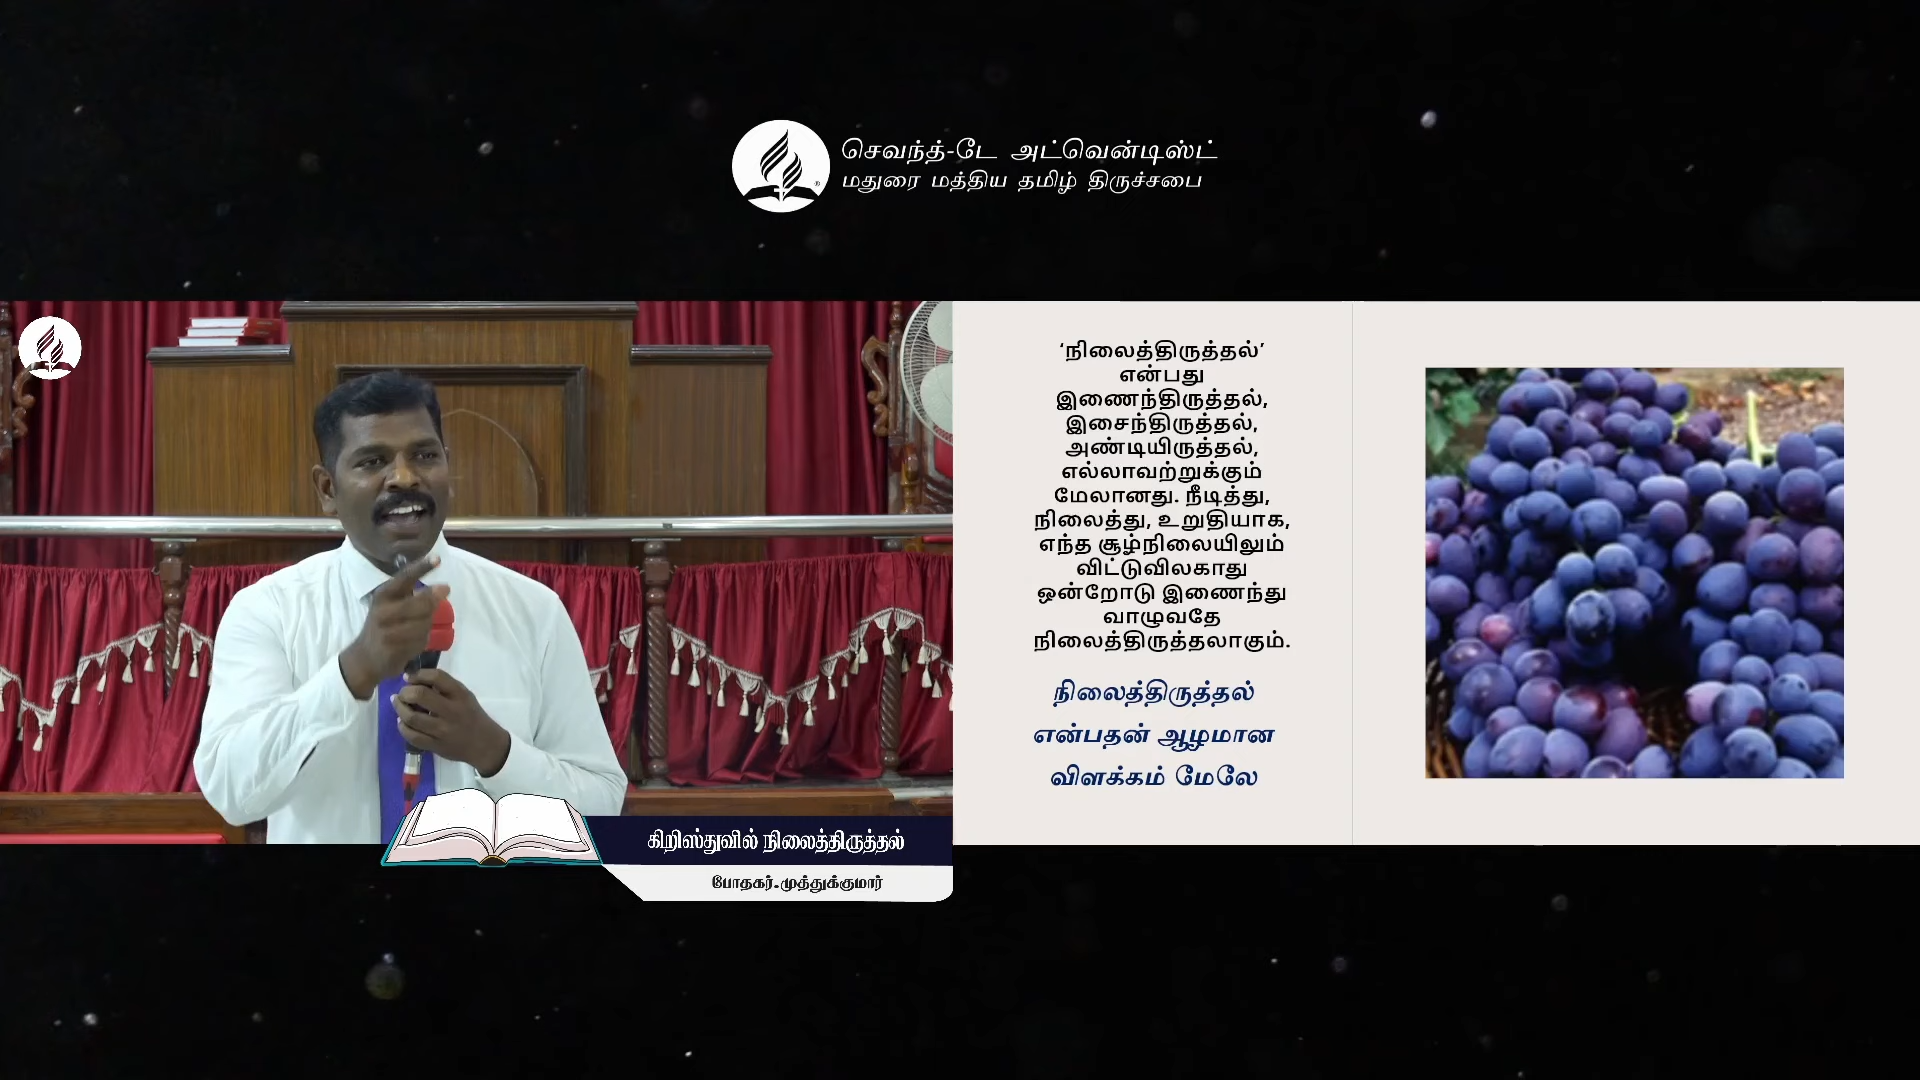 செவந்த்-டே அட்வென்டிஸ்ட்
மதுரை மத்திய தமிழ் திருச்சபை
‘நிலைத்திருத்தல்’
என்பது
இணைந்திருத்தல்,
இசைந்திருத்தல்,
அண்டியிருத்தல்,
எல்லாவற்றுக்கும்
மேலானது. நீடித்து,
நிலைத்து, உறுதியாக,
எந்த சூழ்நிலையிலும்
விட்டுவிலகாது
ஒன்றோடு இணைந்து
வாழுவதே
நிலைத்திருத்தலாகும்.
நிலைத்திருத்தல்
என்பதன் ஆழமான
விளக்கம் மேலே
கிறிஸ்துவில் நிலைத்திருத்தல்
போதகர்.முத்துக்குமார்